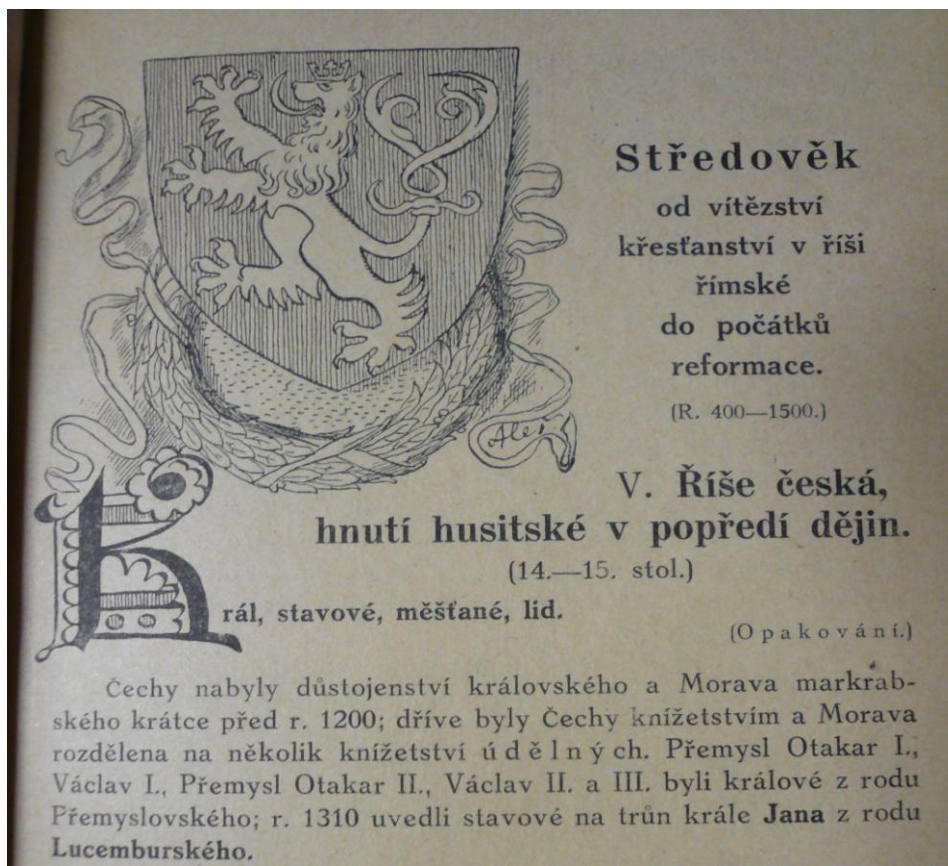 Středověk
od vítězství
křesťanství v říši
římské
do počátků
reformace.
(R. 400—1500.)
Aleš
V. Říše česká,
hnutí husitské v popředí dějin.
(14.—15. stol.)
Král, stavové, měšťané, lid.
(Opakování.)
Čechy nabyly důstojenství královského a Morava markrab-
ského krátce před r. 1200; dříve byly Čechy knížetstvím a Morava
rozdělena na několik knížetství údělných. Přemysl Otakar I.,
Václav I., Přemysl Otakar II., Václav II. a III. byli králové z rodu
Přemyslovského; r. 1310 uvedli stavové na trůn krále Jana z rodu
Lucemburského.